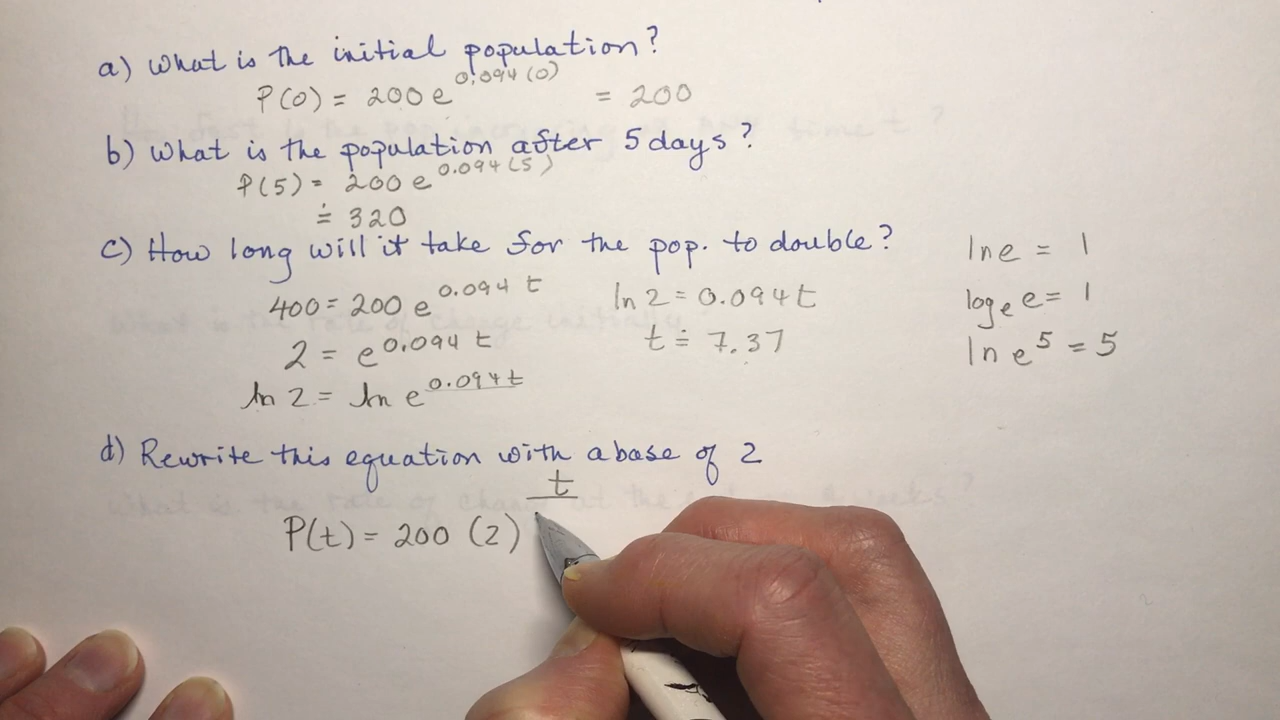 a) What is the initial population?
P(0) = 200 e^0.094(0) = 200
b) What is the population after 5 days?
P(5) = 200 e^0.094(5)
≐ 320
c) How long will it take for the pop. to double?
400 = 200 e^0.094 t
2 = e^0.094 t
ln 2 = ln e^0.094t
ln 2 = 0.094t
t ≐ 7.37
ln e = 1
log_e e = 1
ln e^5 = 5
d) Rewrite this equation with a base of 2
t
P(t) = 200 (2)